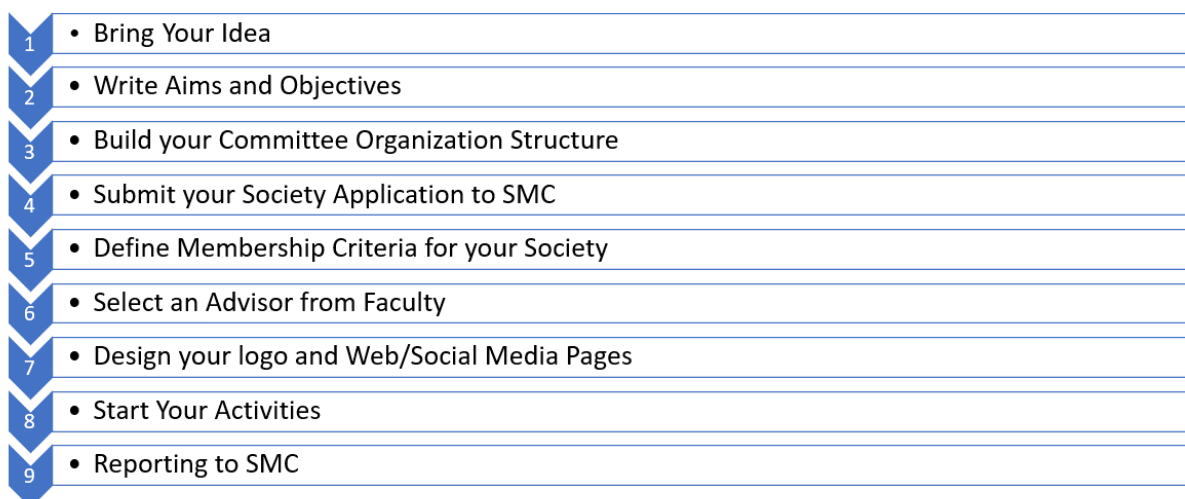 1 • Bring Your Idea
2 • Write Aims and Objectives
3 • Build your Committee Organization Structure
4 • Submit your Society Application to SMC
5 • Define Membership Criteria for your Society
6 • Select an Advisor from Faculty
7 • Design your logo and Web/Social Media Pages
8 • Start Your Activities
9 • Reporting to SMC